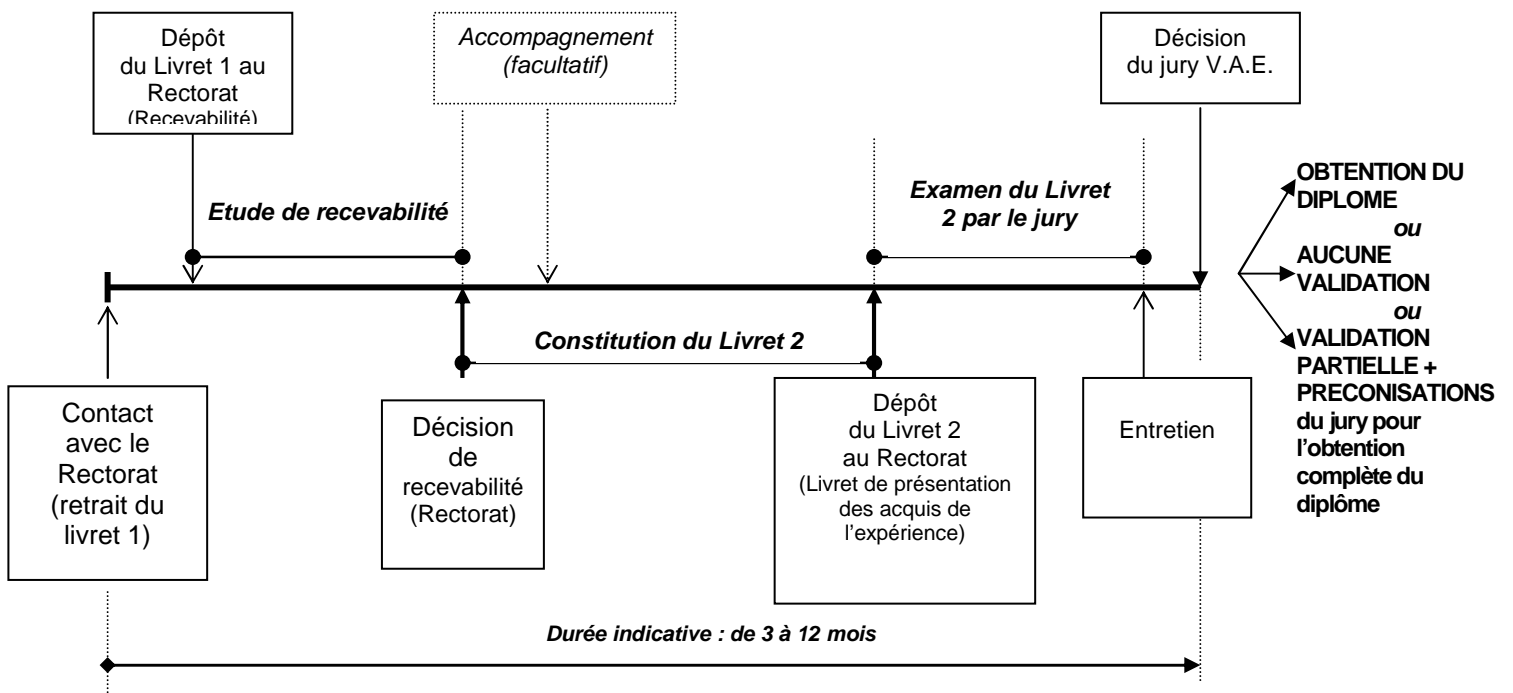 Dépôt
du Livret 1 au
Rectorat
(Recevabilité)
Accompagnement
(facultatif)
Décision
du jury V.A.E.
Etude de recevabilité
Examen du Livret
2 par le jury
OBTENTION DU
DIPLOME
ou
AUCUNE
VALIDATION
ou
VALIDATION
PARTIELLE +
PRECONISATIONS
du jury pour
l'obtention
complète du
diplôme
Constitution du Livret 2
Contact
avec le
Rectorat
(retrait du
livret 1)
Décision
de
recevabilité
(Rectorat)
Dépôt
du Livret 2
au Rectorat
(Livret de présentation
des acquis de
l'expérience)
Entretien
Durée indicative : de 3 à 12 mois